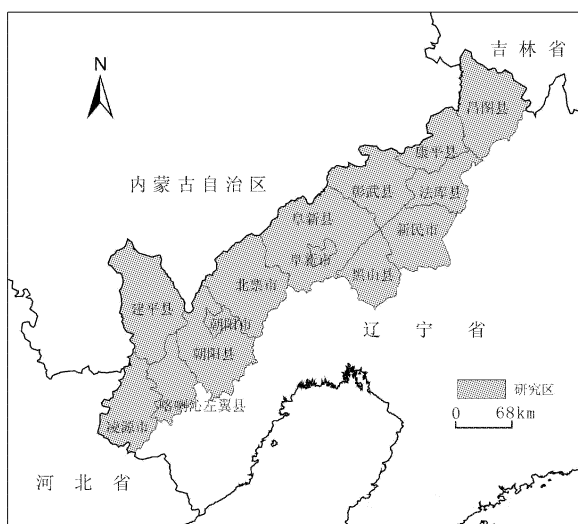 吉林省
N
昌图县
康平县
内蒙古自治区
彰武县
法库县
阜新县
新民市
阜新市
黑山县
北票市
建平县
朝阳市
辽宁省
朝阳县
研究区
喀喇沁左翼县
0 68km
凌源市
河北省